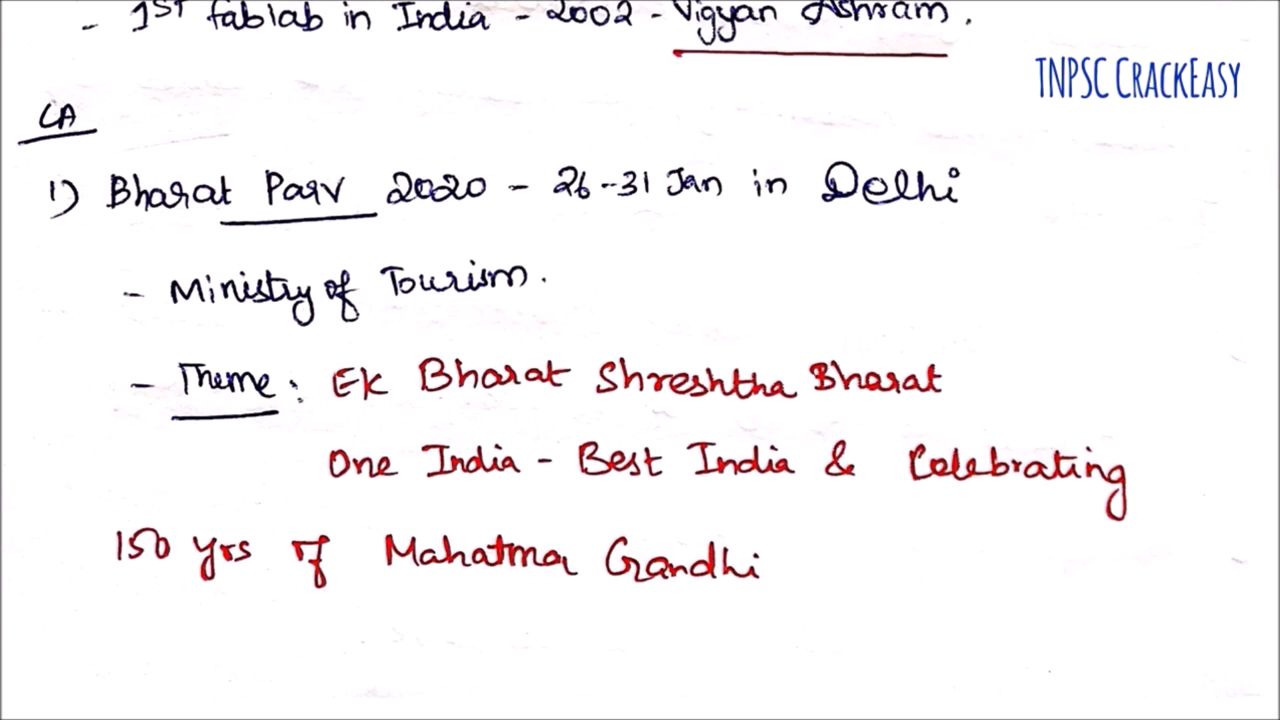 - 1ST fablab in India - 2002 - Vigyan Ashram.
TNPSC CRACKEASY
CA
1) Bharat Parv 2020 - 26-31 Jan in Delhi
- Ministry of Tourism.
- Theme: Ek Bharat Shreshtha Bharat
One India - Best India & Celebrating
150 yrs of Mahatma Gandhi